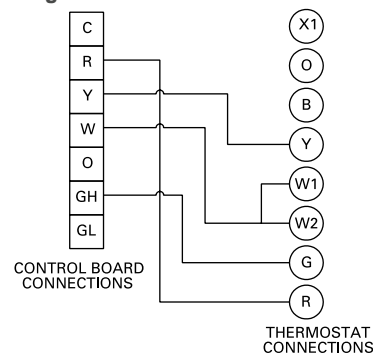 C
R
Y
W
O
GH
GL
CONTROL BOARD
CONNECTIONS
X1
O
B
Y
W1
W2
G
R
THERMOSTAT
CONNECTIONS